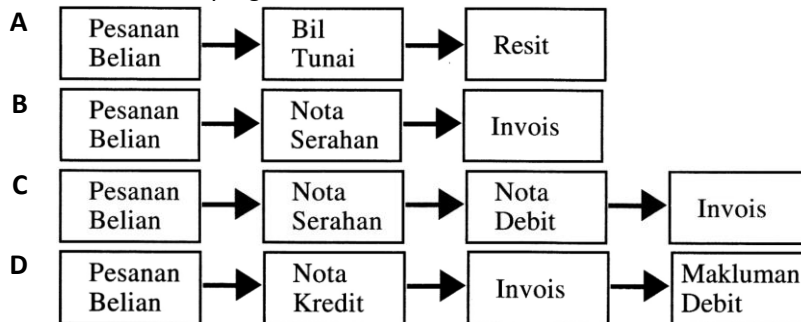 A Pesanan Belian Bil Tunai Resit
B Pesanan Belian Nota Serahan Invois
C Pesanan Belian Nota Serahan Nota Debit Invois
D Pesanan Belian Nota Kredit Invois Makluman Debit